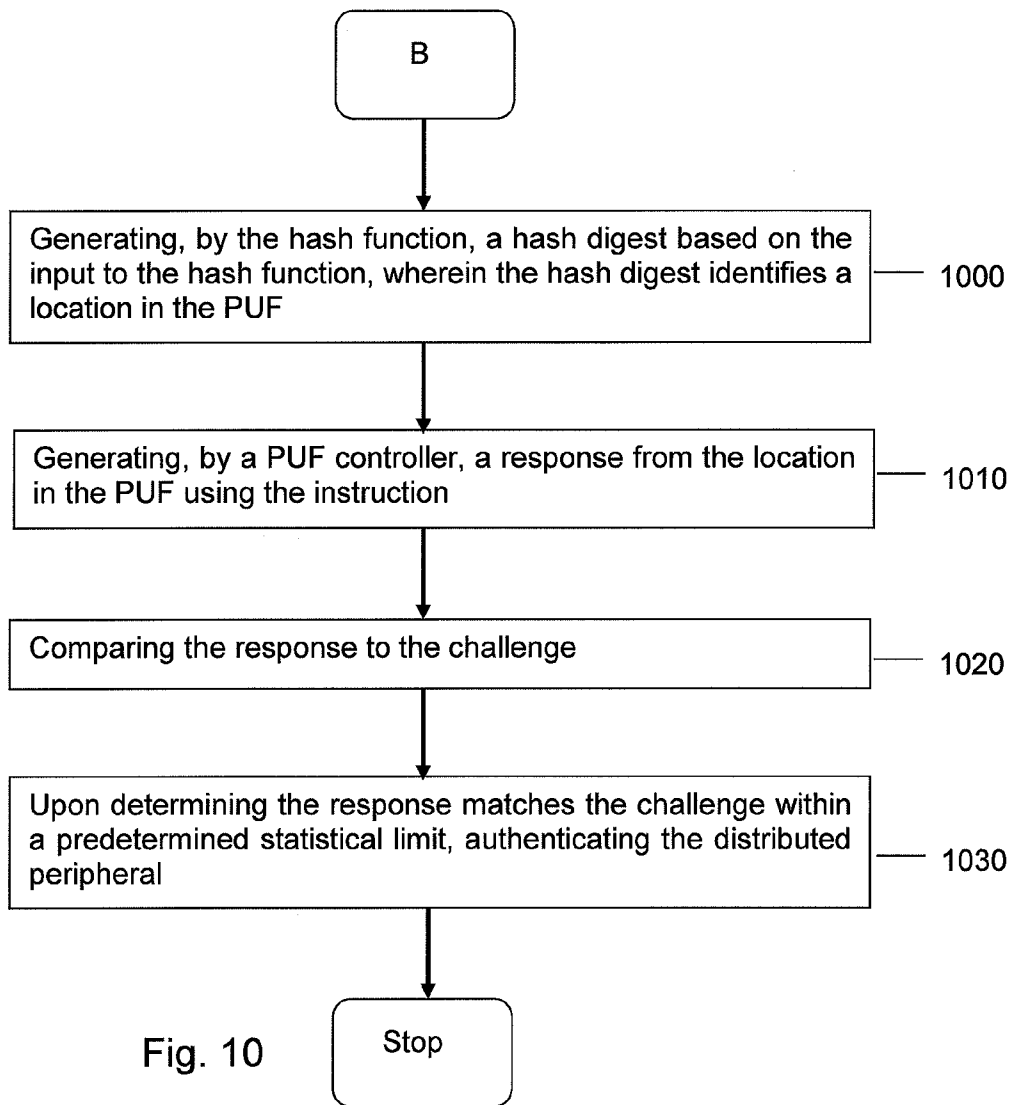 B
Generating, by the hash function, a hash digest based on the
input to the hash function, wherein the hash digest identifies a
location in the PUF
1000
Generating, by a PUF controller, a response from the location
in the PUF using the instruction
1010
Comparing the response to the challenge
1020
Upon determining the response matches the challenge within
a predetermined statistical limit, authenticating the distributed
peripheral
1030
Stop
Fig. 10